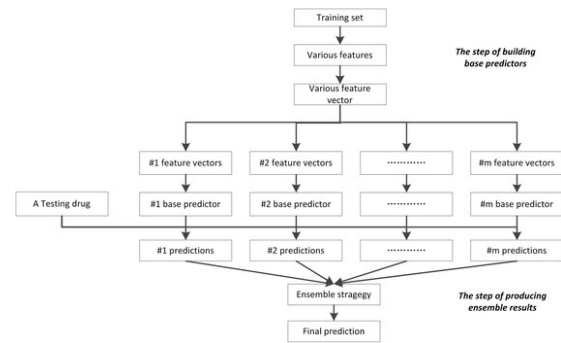 Training set
The step of building
base predictors
Various features
Various feature
vector
#1 feature vectors
#2 feature vectors
…………
#m feature vectors
A Testing drug
#1 base predictor
#2 base predictor
…………
#m base predictor
#1 predictions
#2 predictions
…………
#m predictions
Ensemble stragegy
The step of producing
ensemble results
Final prediction